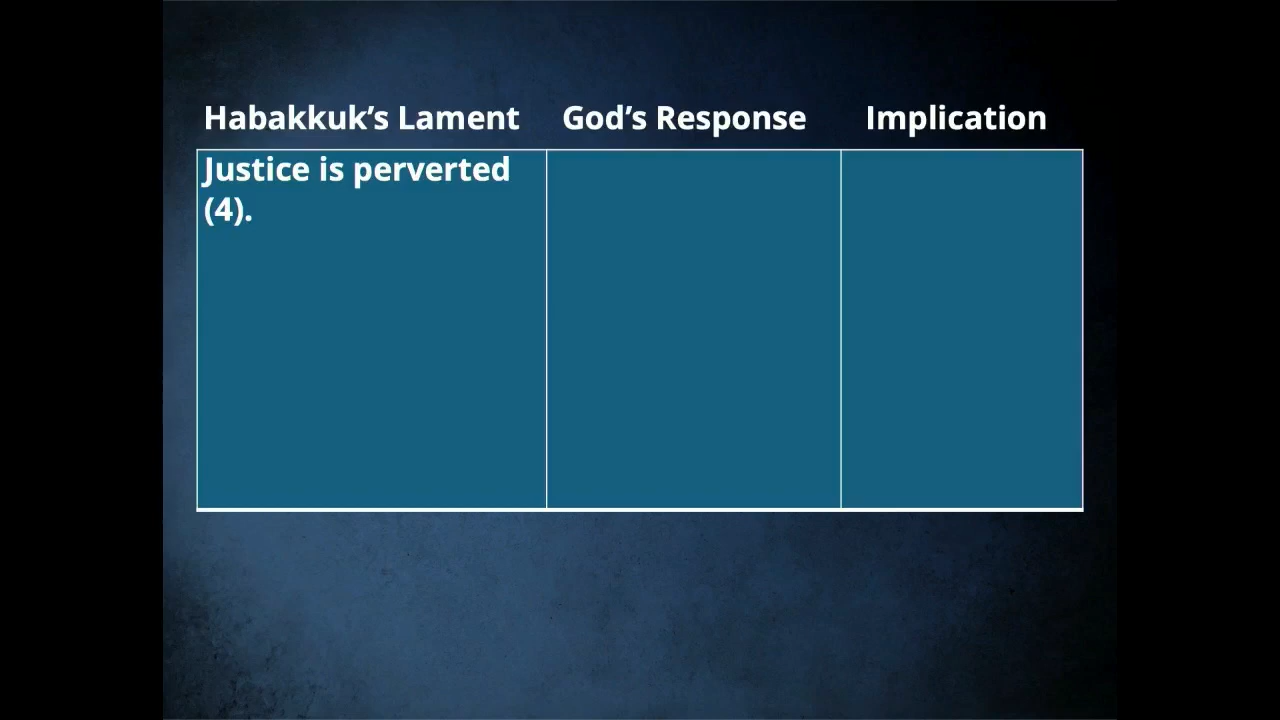 Habakkuk’s Lament God’s Response Implication
Justice is perverted
(4).